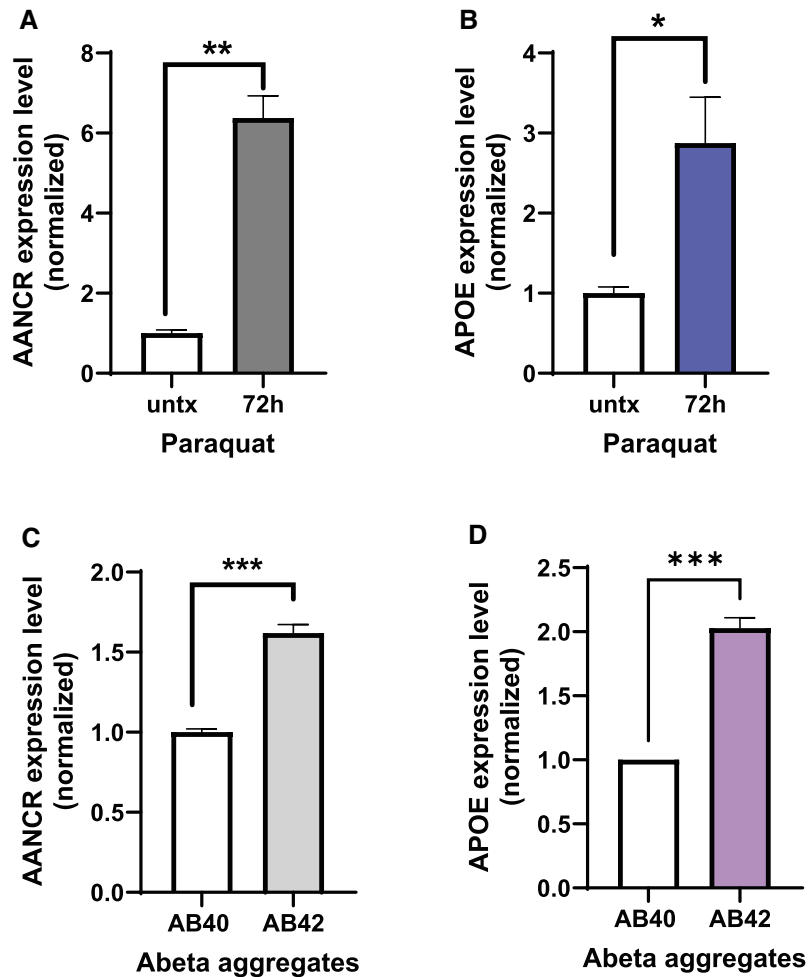 A
AANCR expression level
(normalized)
8
6
4
2
0
**
untx
72h
Paraquat
B
APOE expression level
(normalized)
4
3
2
1
0
*
untx
72h
Paraquat
C
AANCR expression level
(normalized)
2.0
1.5
1.0
0.5
0.0
***
AB40
AB42
Abeta aggregates
D
APOE expression level
(normalized)
2.5
2.0
1.5
1.0
0.5
0.0
***
AB40
AB42
Abeta aggregates